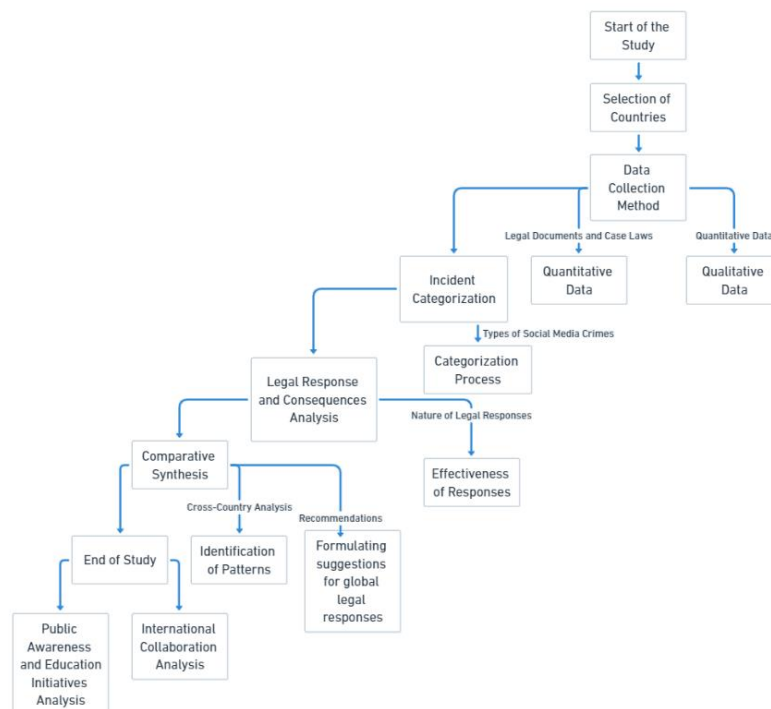 Start of the
Study
Selection of
Countries
Data
Collection
Method
Legal Documents and Case Laws
Quantitative Data
Incident
Categorization
Quantitative
Data
Qualitative
Data
Types of Social Media Crimes
Categorization
Process
Legal Response
and Consequences
Analysis
Nature of Legal Responses
Effectiveness
of Responses
Comparative
Synthesis
Cross-Country Analysis
Recommendations
End of Study
Identification
of Patterns
Formulating
suggestions
for global
legal
responses
Public
Awareness
and Education
Initiatives
Analysis
International
Collaboration
Analysis